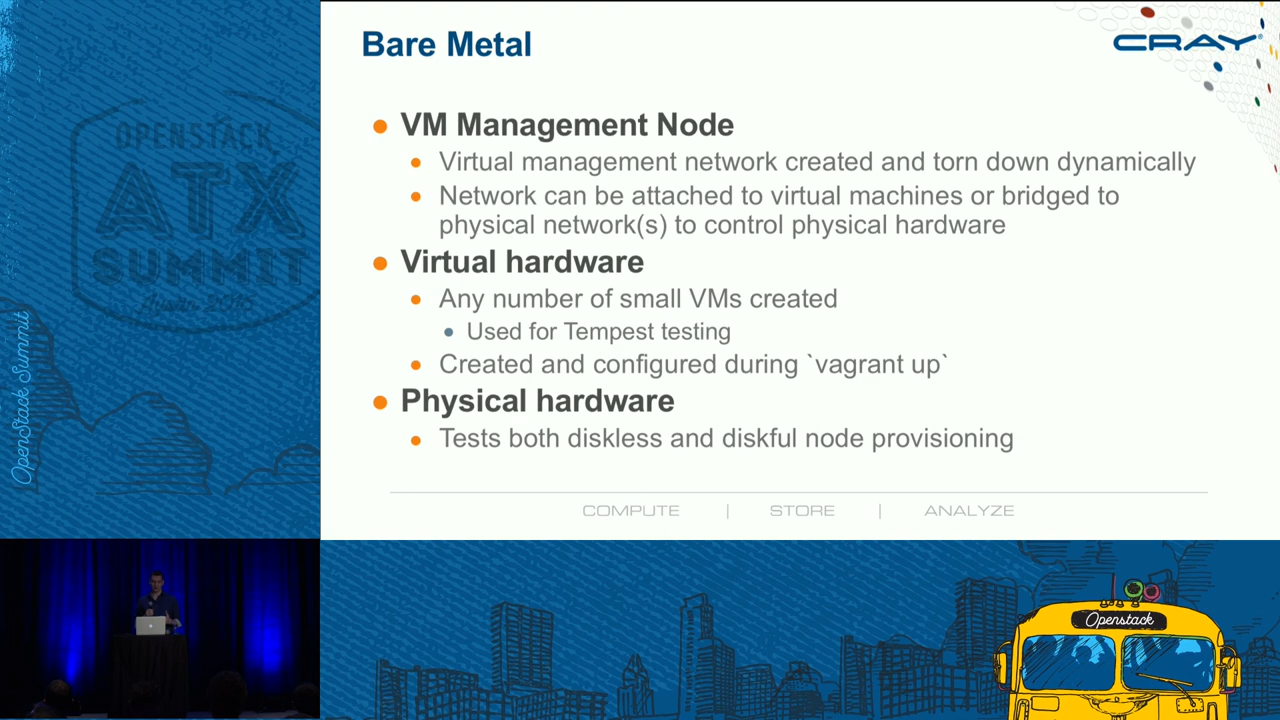 Bare Metal
CRAY
VM Management Node
Virtual management network created and torn down dynamically
Network can be attached to virtual machines or bridged to
physical network(s) to control physical hardware
Virtual hardware
Any number of small VMs created
Used for Tempest testing
Created and configured during `vagrant up`
Physical hardware
Tests both diskless and diskful node provisioning
COMPUTE | STORE | ANALYZE
OPENSTACK
ATX
SUMMIT
Austin 2016
OpenStack Summit
Openstack